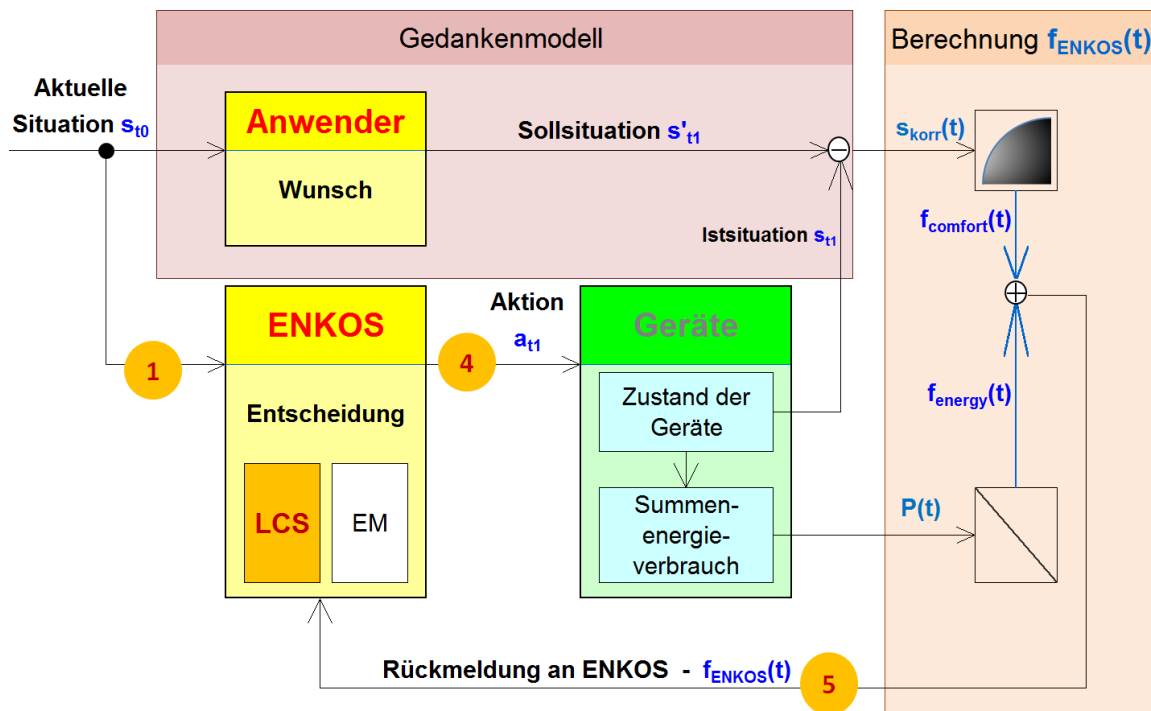 Gedankenmodell
Berechnung fENKOS(t)
Aktuelle
Situation st0
Anwender
Wunsch
Sollsituation s't1
skorr(t)
Istsituation st1
fcomfort(t)
ENKOS
Aktion
at1
Geräte
1
4
Entscheidung
Zustand der
Geräte
fenergy(t)
LCS
EM
Summen-
energie-
verbrauch
P(t)
Rückmeldung an ENKOS - fENKOS(t)
5